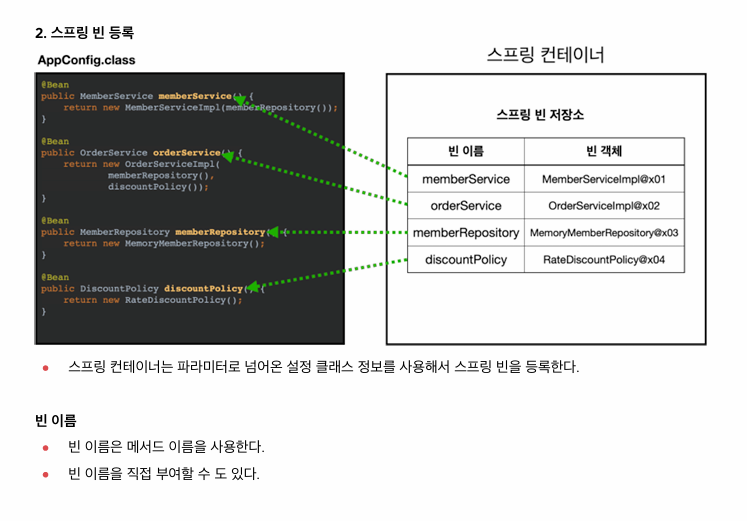 2. 스프링 빈 등록
AppConfig.class
스프링 컨테이너
@Bean
public MemberService memberService() {
    return new MemberServiceImpl(memberRepository());
}
@Bean
public OrderService orderService() {
    return new OrderServiceImpl(
            memberRepository(),
            discountPolicy());
}
@Bean
public MemberRepository memberRepository() {
    return new MemoryMemberRepository();
}
@Bean
public DiscountPolicy discountPolicy() {
    return new RateDiscountPolicy();
}
스프링 빈 저장소
빈 이름 빈 객체
memberService MemberServiceImpl@x01
orderService OrderServiceImpl@x02
memberRepository MemoryMemberRepository@x03
discountPolicy RateDiscountPolicy@x04
스프링 컨테이너는 파라미터로 넘어온 설정 클래스 정보를 사용해서 스프링 빈을 등록한다.
빈 이름
빈 이름은 메서드 이름을 사용한다.
빈 이름을 직접 부여할 수 도 있다.